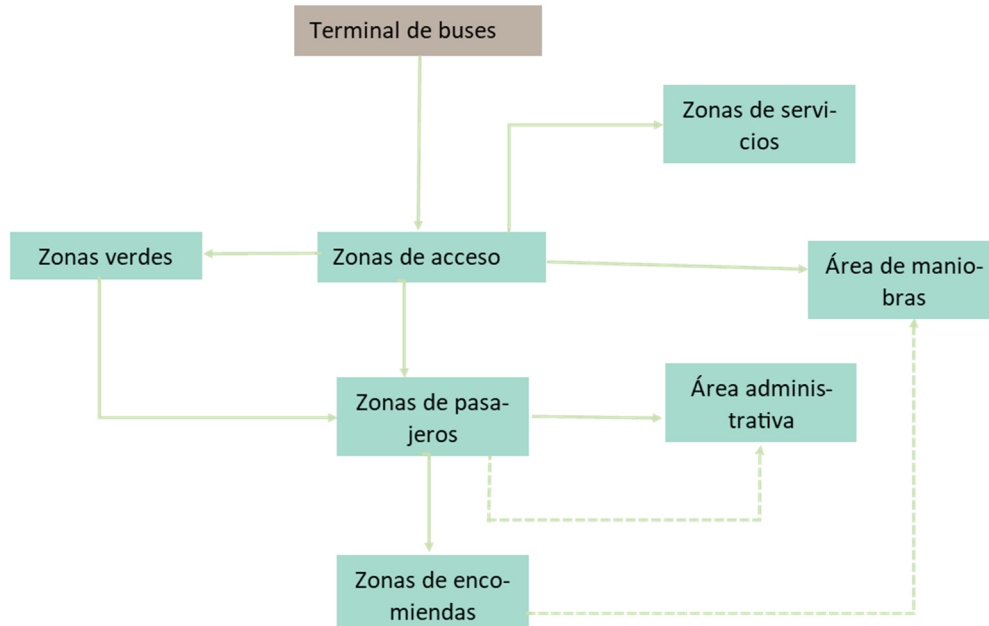 Terminal de buses
Zonas de servi-
cios
Zonas verdes
Zonas de acceso
Área de manio-
bras
Zonas de pasa-
jeros
Área adminis-
trativa
Zonas de enco-
miendas